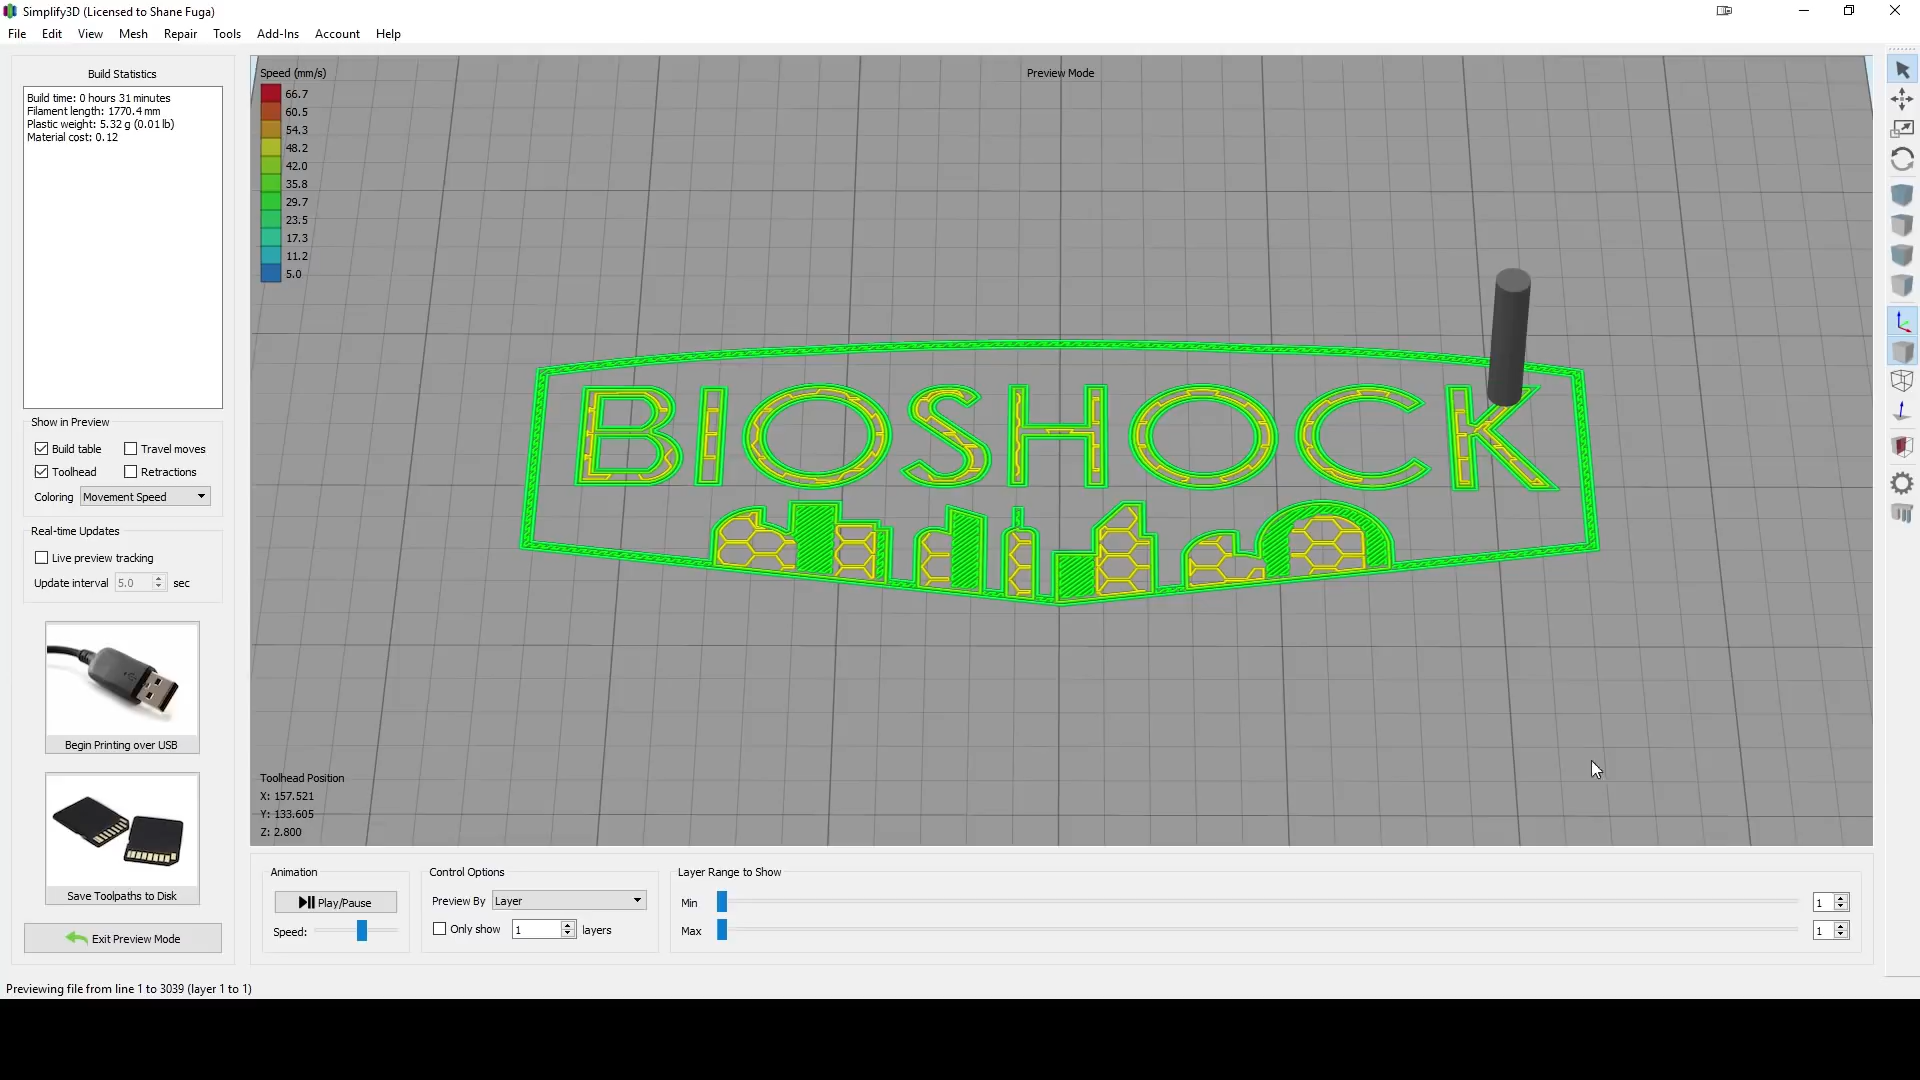 Simplify3D (Licensed to Shane Fuga)
File Edit View Mesh Repair Tools Add-Ins Account Help
Build Statistics
Build time: 0 hours 31 minutes
Filament length: 1770.4 mm
Plastic weight: 5.32 g (0.01 lb)
Material cost: 0.12
Show in Preview
Build table
Travel moves
Toolhead
Retractions
Coloring Movement Speed
Real-time Updates
Live preview tracking
Update interval 5.0 sec
Begin Printing over USB
Save Toolpaths to Disk
Exit Preview Mode
Speed (mm/s)
66.7
60.5
54.3
48.2
42.0
35.8
29.7
23.5
17.3
11.2
5.0
Preview Mode
BIOSHOCK
Toolhead Position
X: 157.521
Y: 133.605
Z: 2.800
Animation
Play/Pause
Speed:
Control Options
Preview By Layer
Only show 1 layers
Layer Range to Show
Min 1
Max 1
Previewing file from line 1 to 3039 (layer 1 to 1)